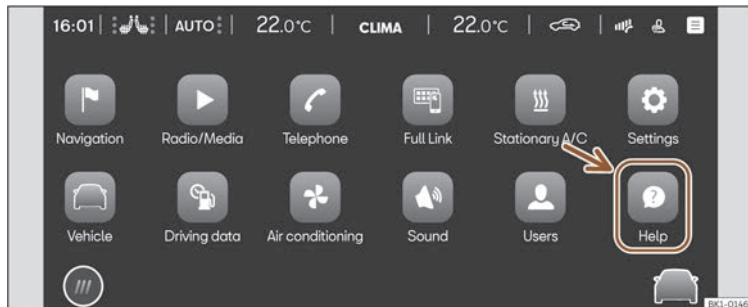 16:01 AUTO 22.0°C CLIMA 22.0°C
Navigation Radio/Media Telephone Full Link Stationary A/C Settings
Vehicle Driving data Air conditioning Sound Users Help
BK1-0146